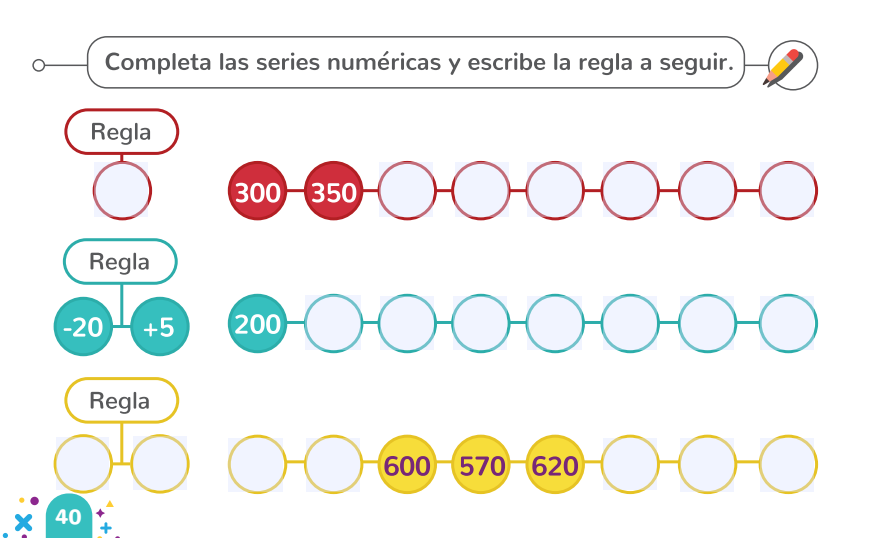 Completa las series numéricas y escribe la regla a seguir.
Regla
300 350
Regla
-20 +5 200
Regla
600 570 620
40